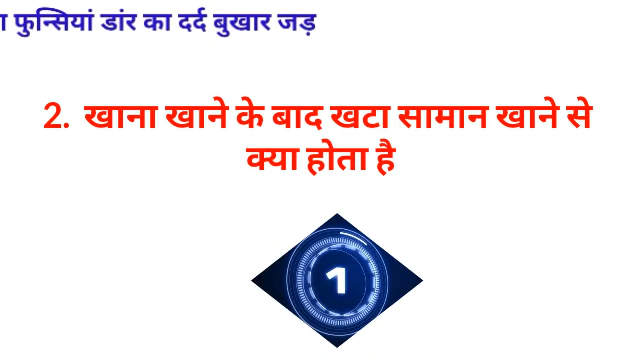 फुन्सियां डांर का दर्द बुखार जड़
2. खाना खाने के बाद खटा सामान खाने से
क्या होता है
1